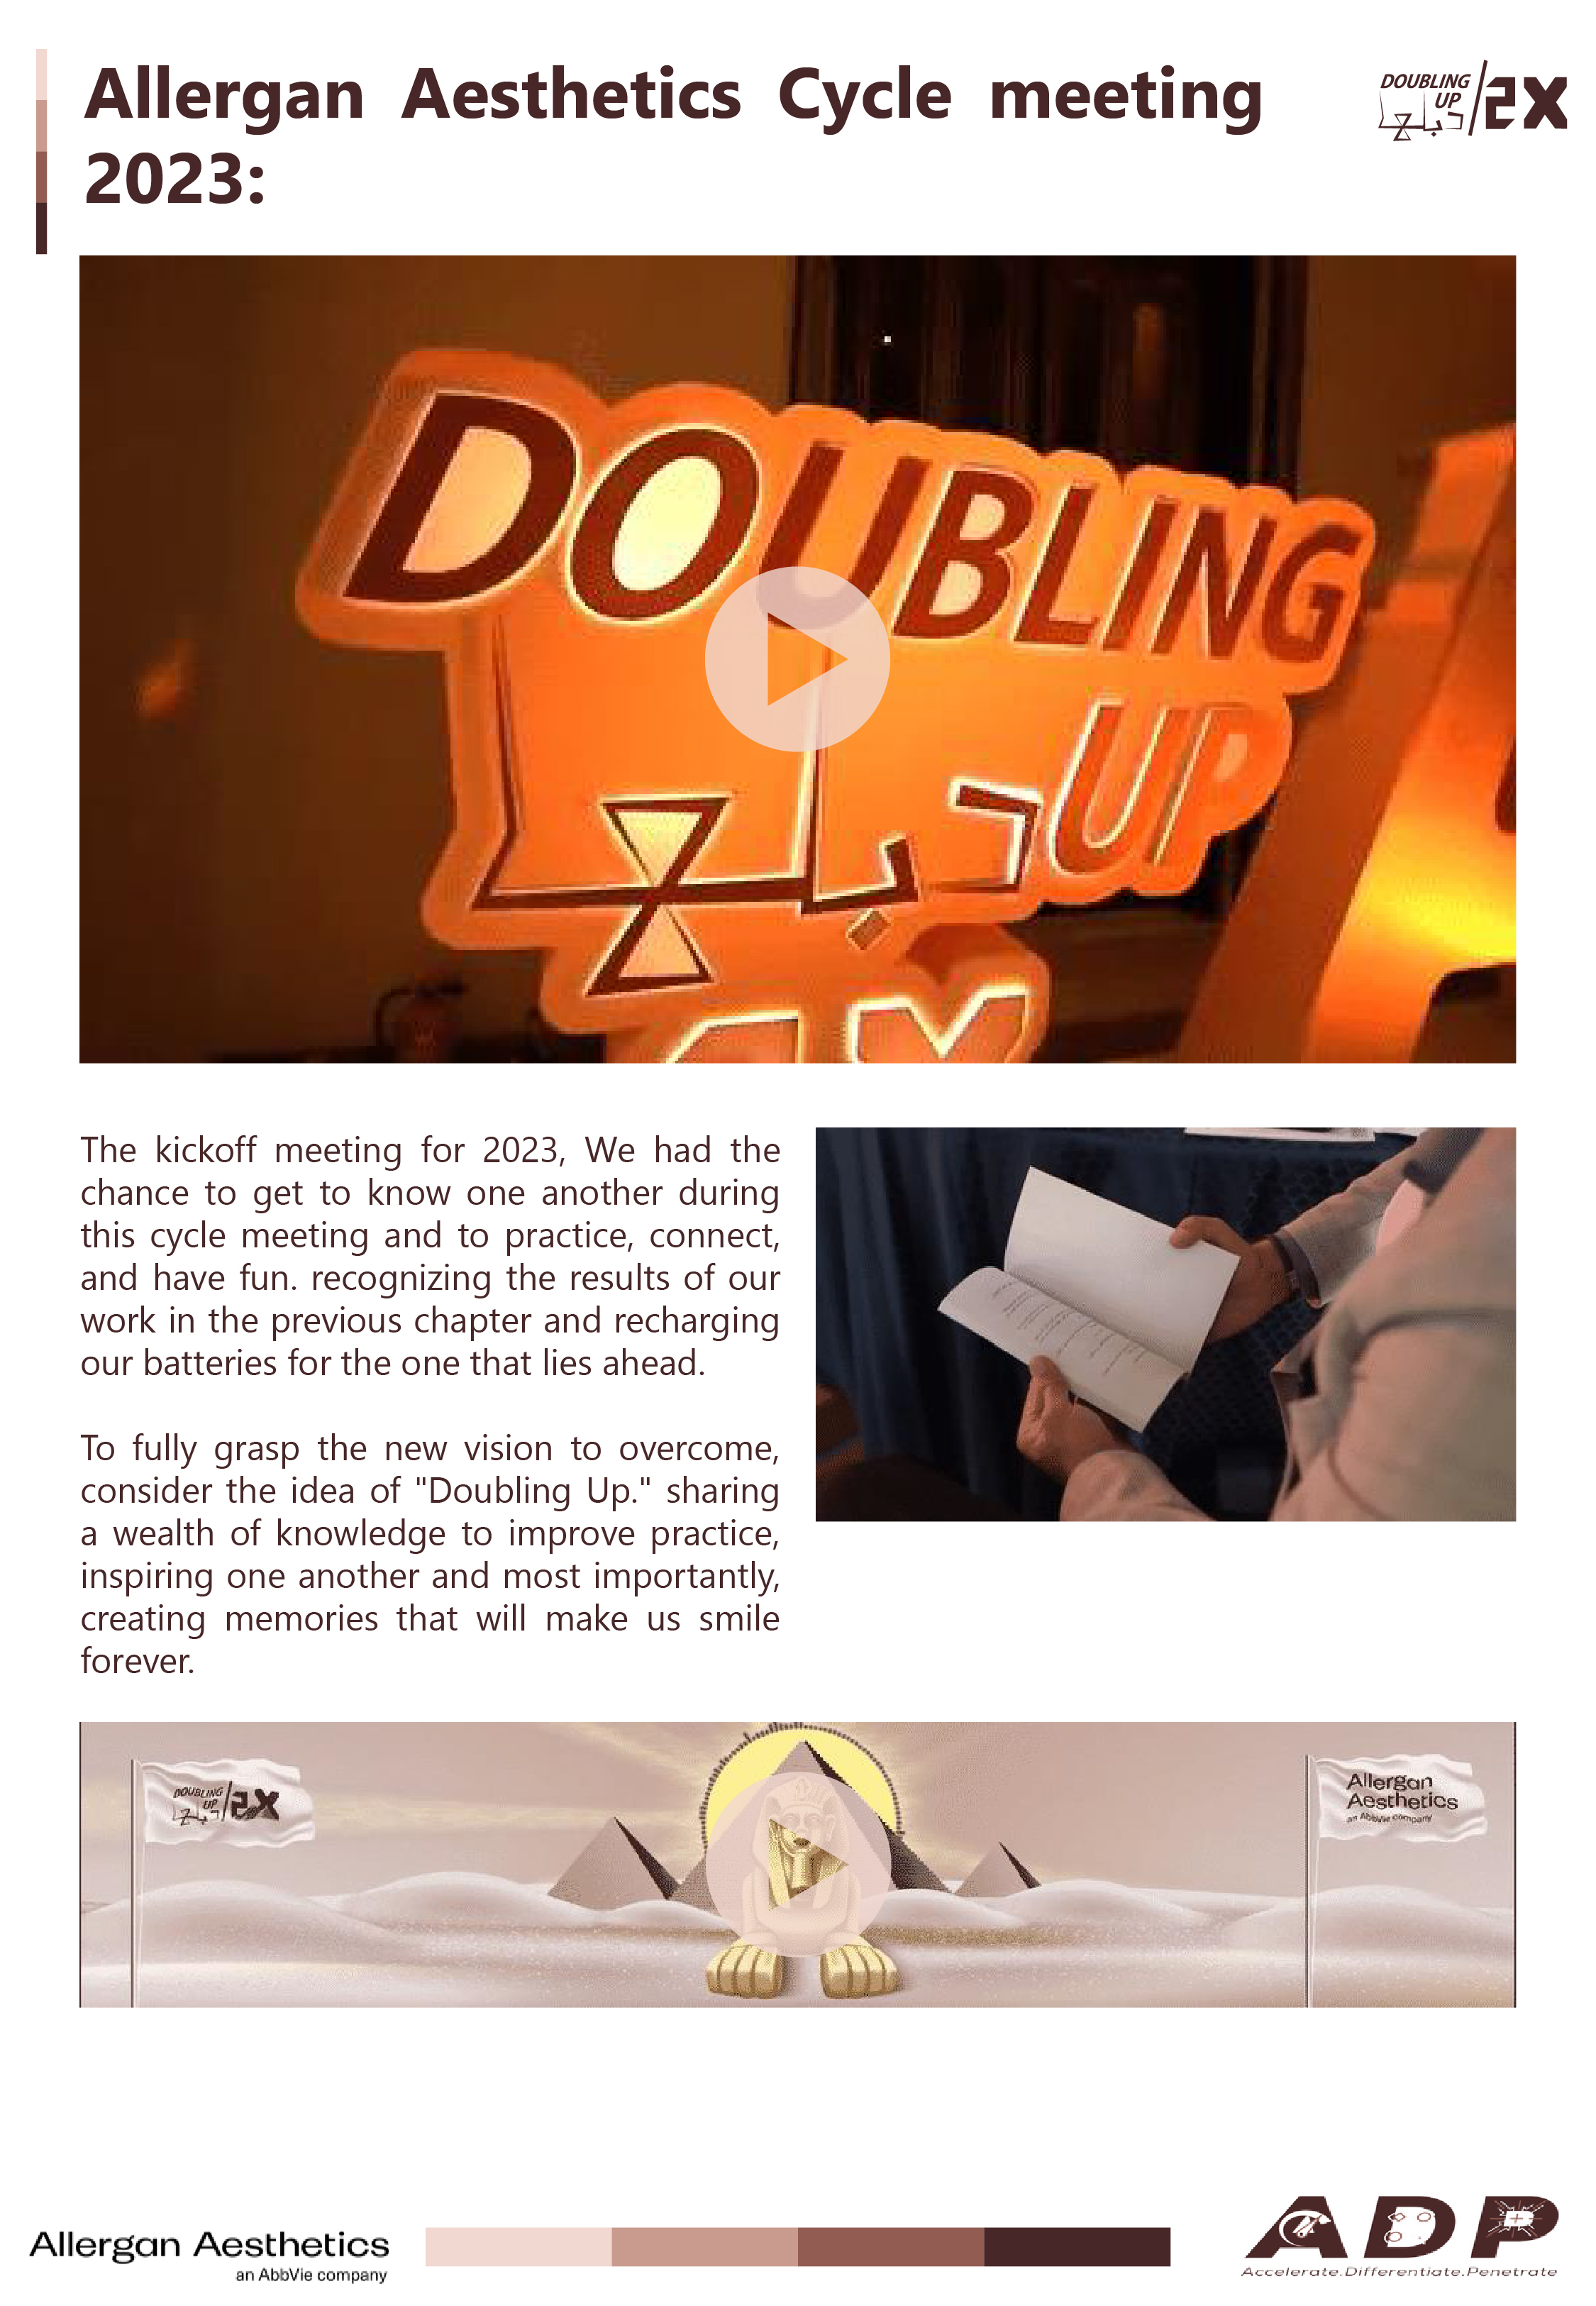 Allergan Aesthetics Cycle meeting
2023:
DOUBLING
UP
دبل
2X
DOUBLING
UP
دبل
The kickoff meeting for 2023, We had the
chance to get to know one another during
this cycle meeting and to practice, connect,
and have fun. recognizing the results of our
work in the previous chapter and recharging
our batteries for the one that lies ahead.
To fully grasp the new vision to overcome,
consider the idea of "Doubling Up." sharing
a wealth of knowledge to improve practice,
inspiring one another and most importantly,
creating memories that will make us smile
forever.
DOUBLING
UP
دبل
2X
Allergan
Aesthetics
an AbbVie company
Allergan Aesthetics
an AbbVie company
ADP
Accelerate.Differentiate.Penetrate